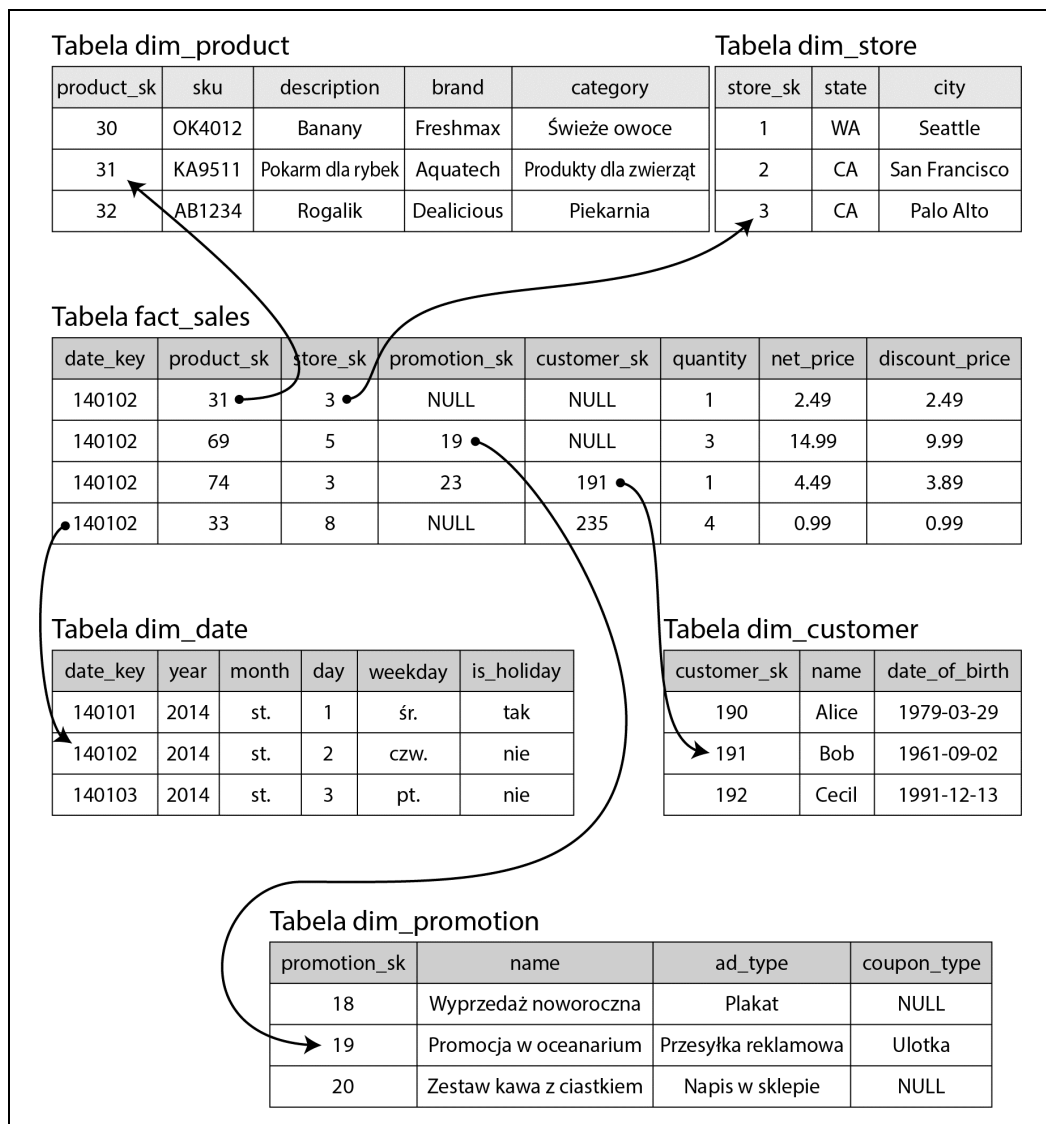 Tabela dim_product
product_sk sku description brand category
30 OK4012 Banany Freshmax Świeże owoce
31 KA9511 Pokarm dla rybek Aquatech Produkty dla zwierząt
32 AB1234 Rogalik Dealicious Piekarnia
Tabela dim_store
store_sk state city
1 WA Seattle
2 CA San Francisco
3 CA Palo Alto
Tabela fact_sales
date_key product_sk store_sk promotion_sk customer_sk quantity net_price discount_price
140102 31 3 NULL NULL 1 2.49 2.49
140102 69 5 19 NULL 3 14.99 9.99
140102 74 3 23 191 1 4.49 3.89
140102 33 8 NULL 235 4 0.99 0.99
Tabela dim_date
date_key year month day weekday is_holiday
140101 2014 st. 1 śr. tak
140102 2014 st. 2 czw. nie
140103 2014 st. 3 pt. nie
Tabela dim_customer
customer_sk name date_of_birth
190 Alice 1979-03-29
191 Bob 1961-09-02
192 Cecil 1991-12-13
Tabela dim_promotion
promotion_sk name ad_type coupon_type
18 Wyprzedaż noworoczna Plakat NULL
19 Promocja w oceanarium Przesyłka reklamowa Ulotka
20 Zestaw kawa z ciastkiem Napis w sklepie NULL